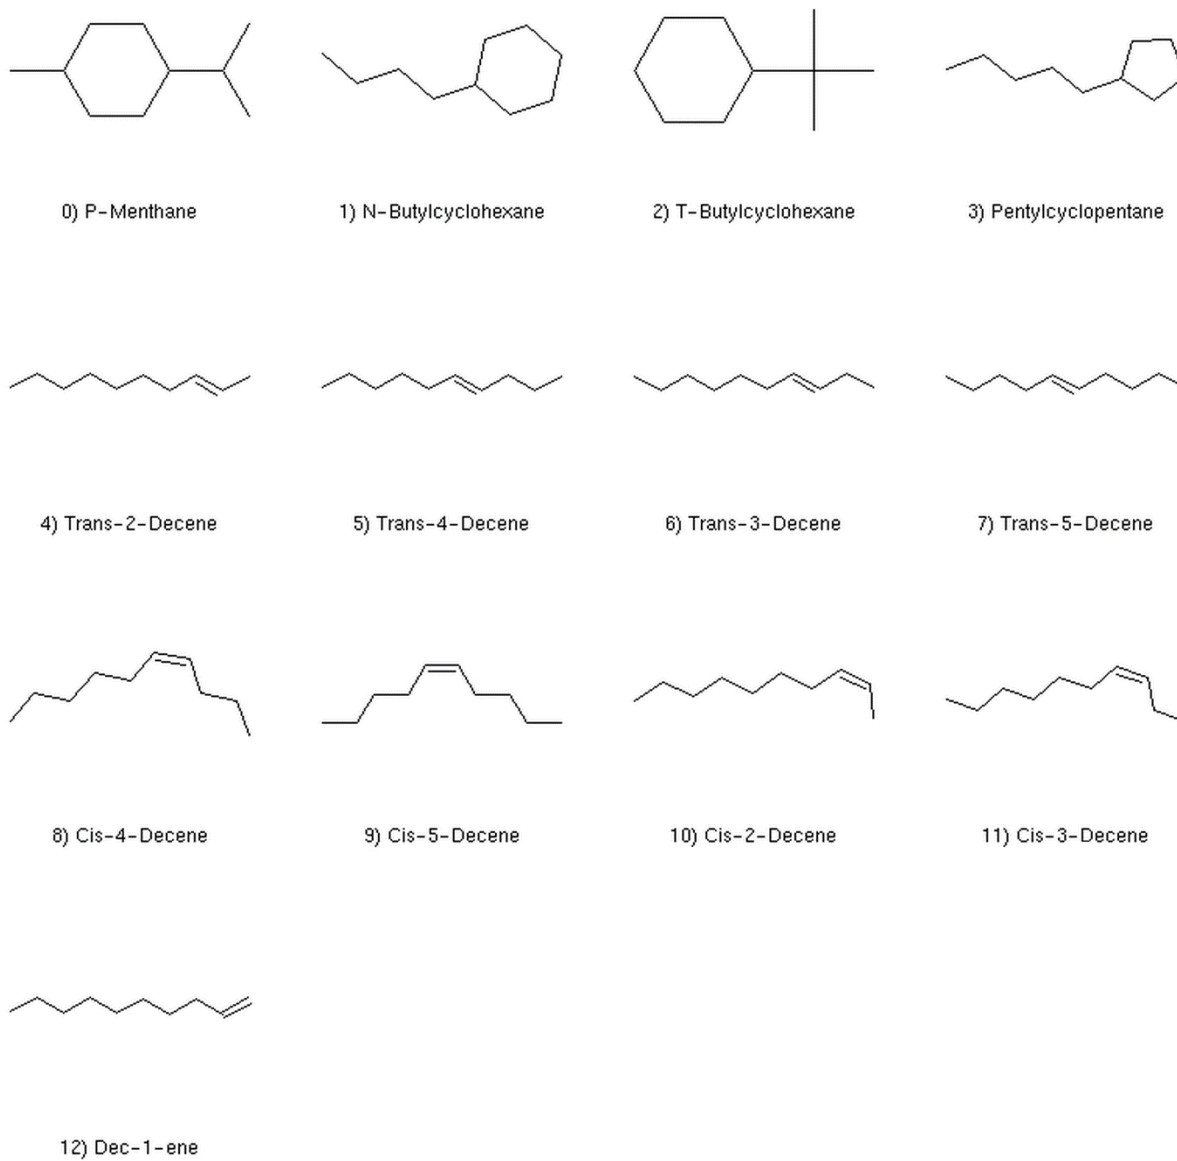 0) P-Menthane
1) N-Butylcyclohexane
2) T-Butylcyclohexane
3) Pentylcyclopentane
4) Trans-2-Decene
5) Trans-4-Decene
6) Trans-3-Decene
7) Trans-5-Decene
8) Cis-4-Decene
9) Cis-5-Decene
10) Cis-2-Decene
11) Cis-3-Decene
12) Dec-1-ene